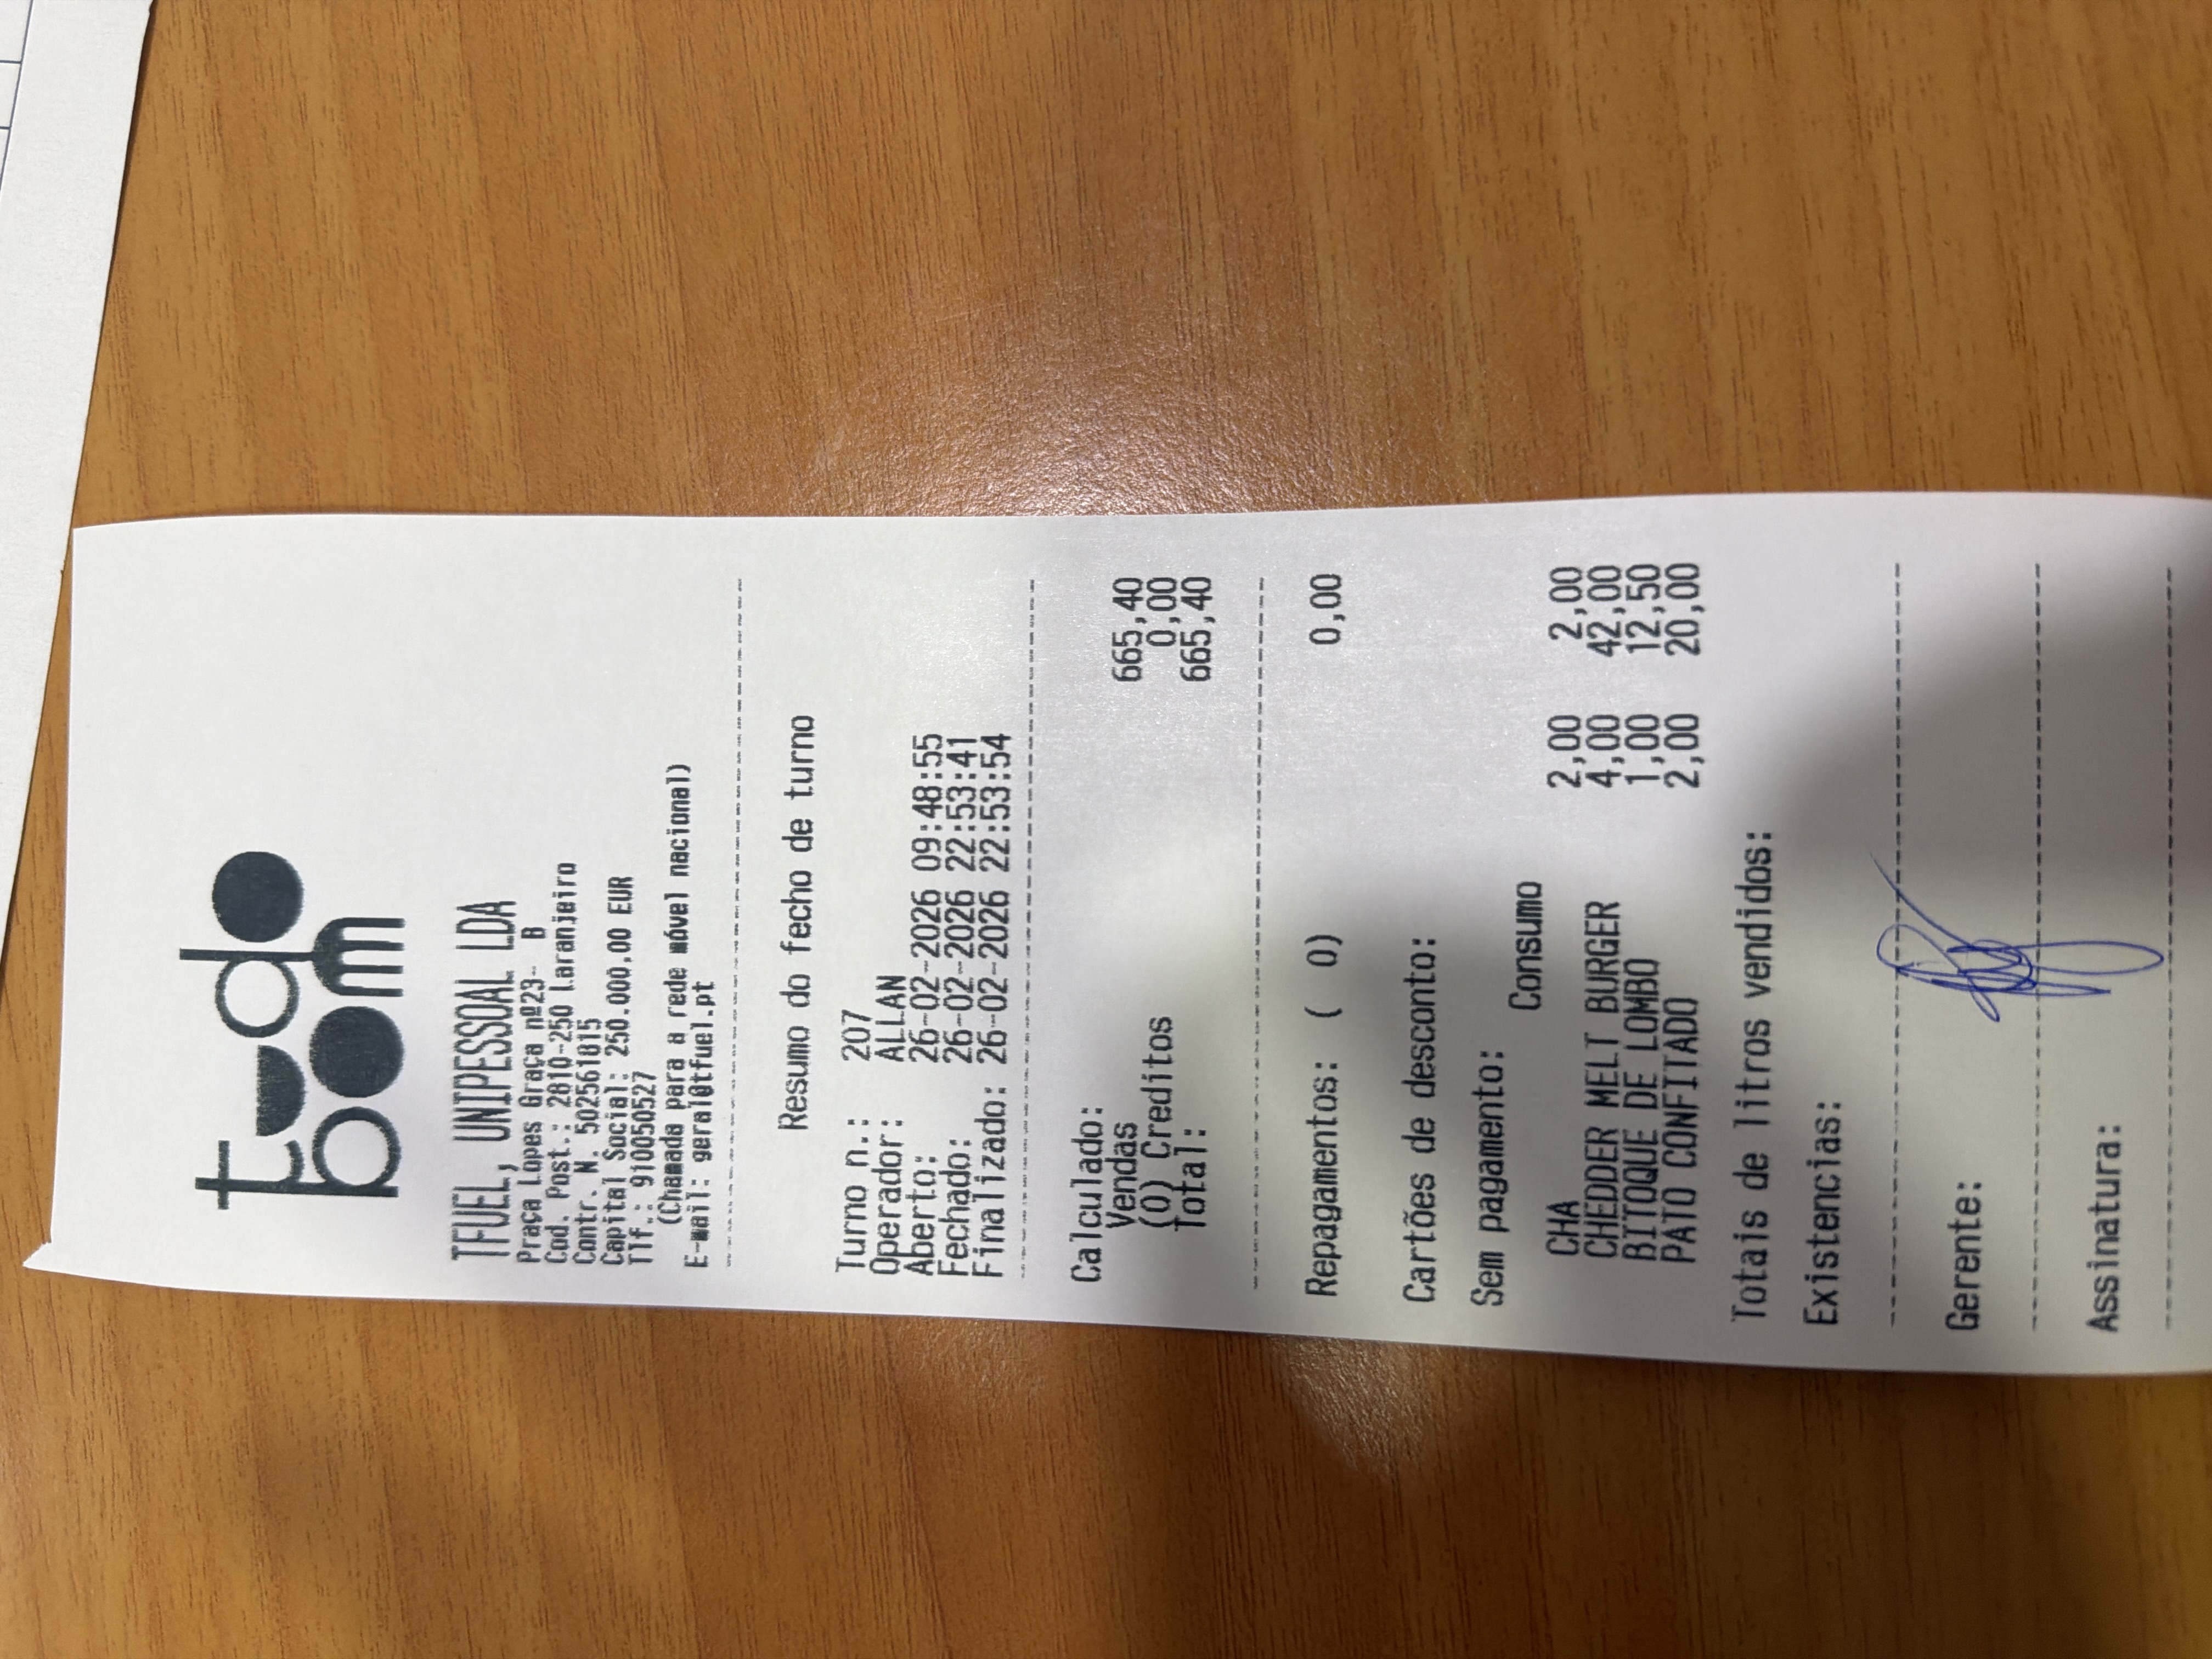 tudo
bom
TFUEL, UNIPESSOAL LDA
Praça Lopes Graça nº23- B
Cod. Post.: 2810-250 Laranjeiro
Contr. N. 502561815
Capital Social: 250.000,00 EUR
Tlf.: 910050527
(Chamada para a rede móvel nacional)
E-mail: geral@tfuel.pt
Resumo do fecho de turno
Turno n.: 207
Operador: ALLAN
Aberto: 26-02-2026 09:48:55
Fechado: 26-02-2026 22:53:41
Finalizado: 26-02-2026 22:53:54
Calculado:
Vendas 665,40
(O) Creditos 0,00
Total: 665,40
Repagamentos: ( 0) 0,00
Cartões de desconto:
Sem pagamento:
Consumo
CHA 2,00 2,00
CHEDDER MELT BURGER 4,00 42,00
BITOQUE DE LOMBO 1,00 12,50
PATO CONFITADO 2,00 20,00
Totais de litros vendidos:
Existencias:
Gerente:
Assinatura: